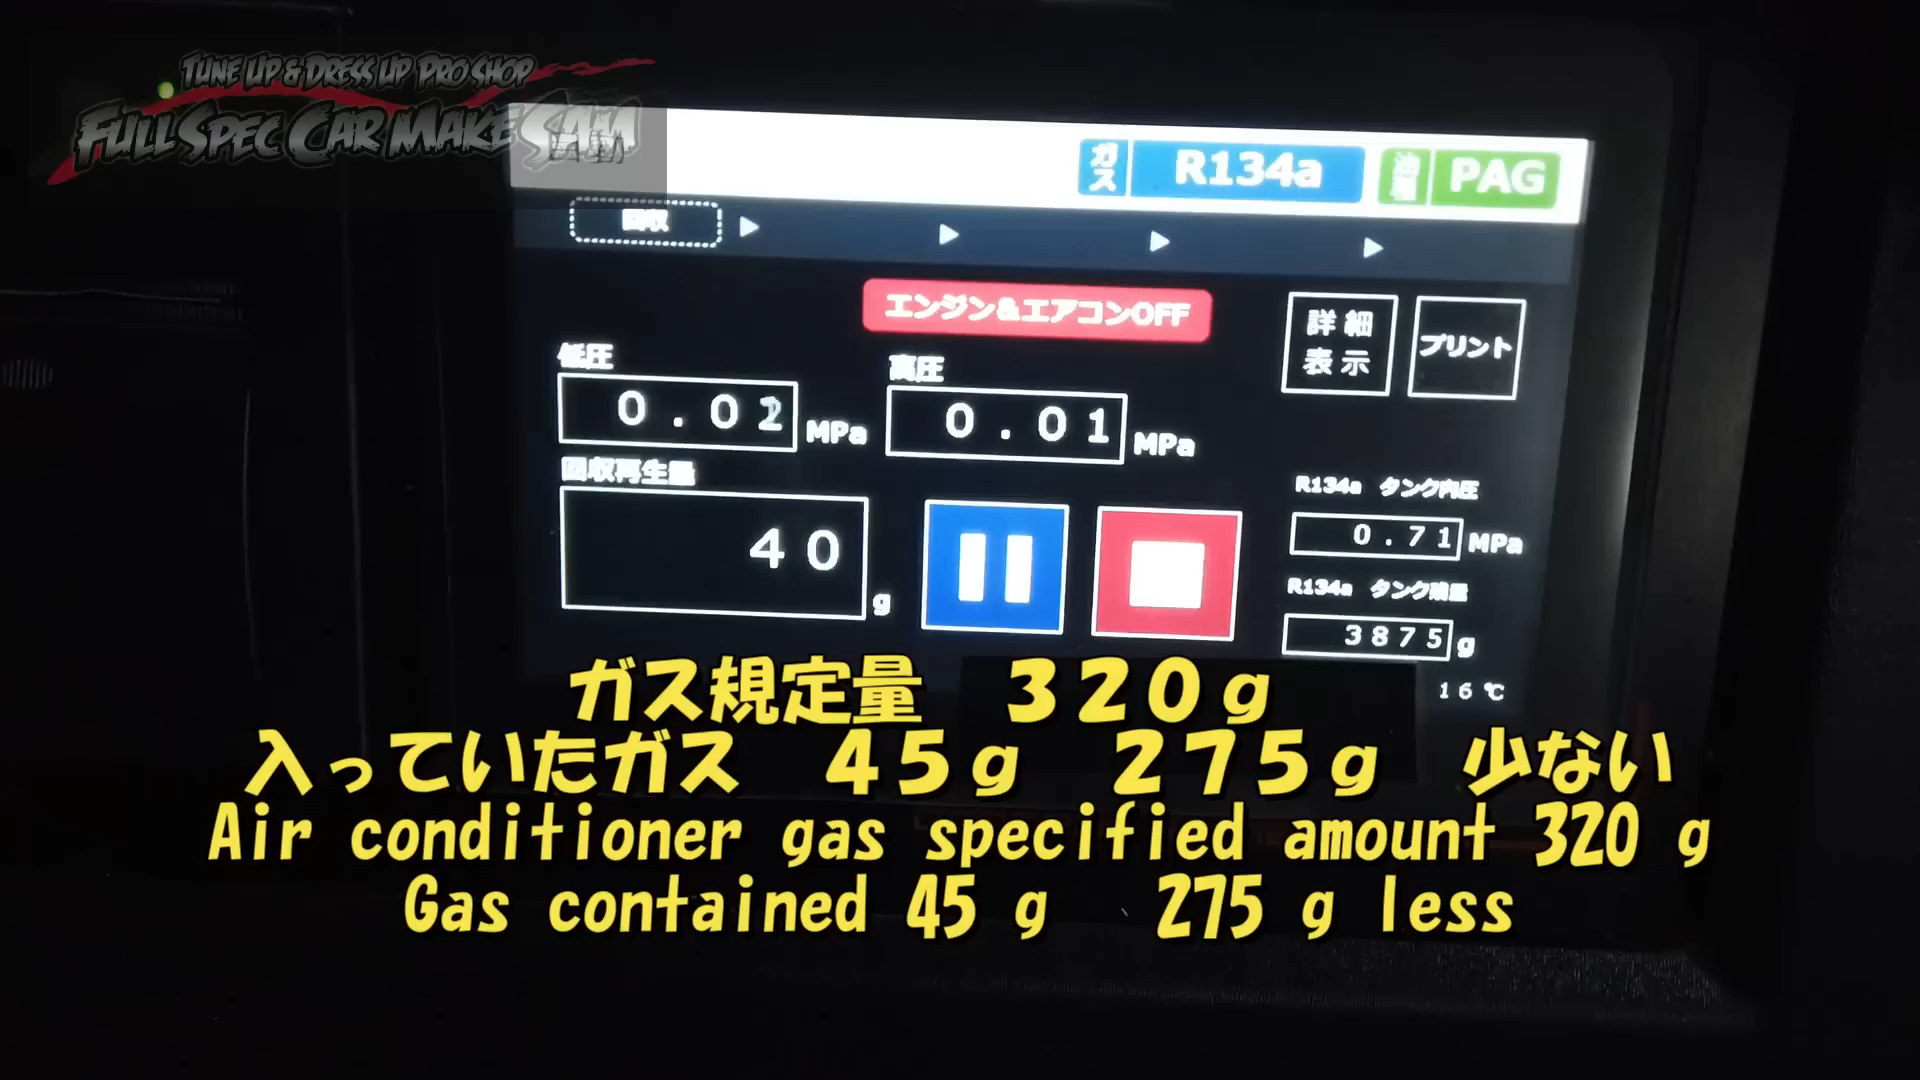 TUNE UP & DRESS UP PRO SHOP
FULL SPEC CAR MAKE SAM
ガス R134a 油種 PAG
回収
エンジン&エアコンOFF
詳細表示
プリント
低圧
高圧
0.02 MPa
0.01 MPa
回収再生量
40 g
R134a タンク内圧
0.71 MPa
R134a タンク残量
3875 g
16℃
ガス規定量 320g
入っていたガス 45g 275g 少ない
Air conditioner gas specified amount 320 g
Gas contained 45 g 275 g less